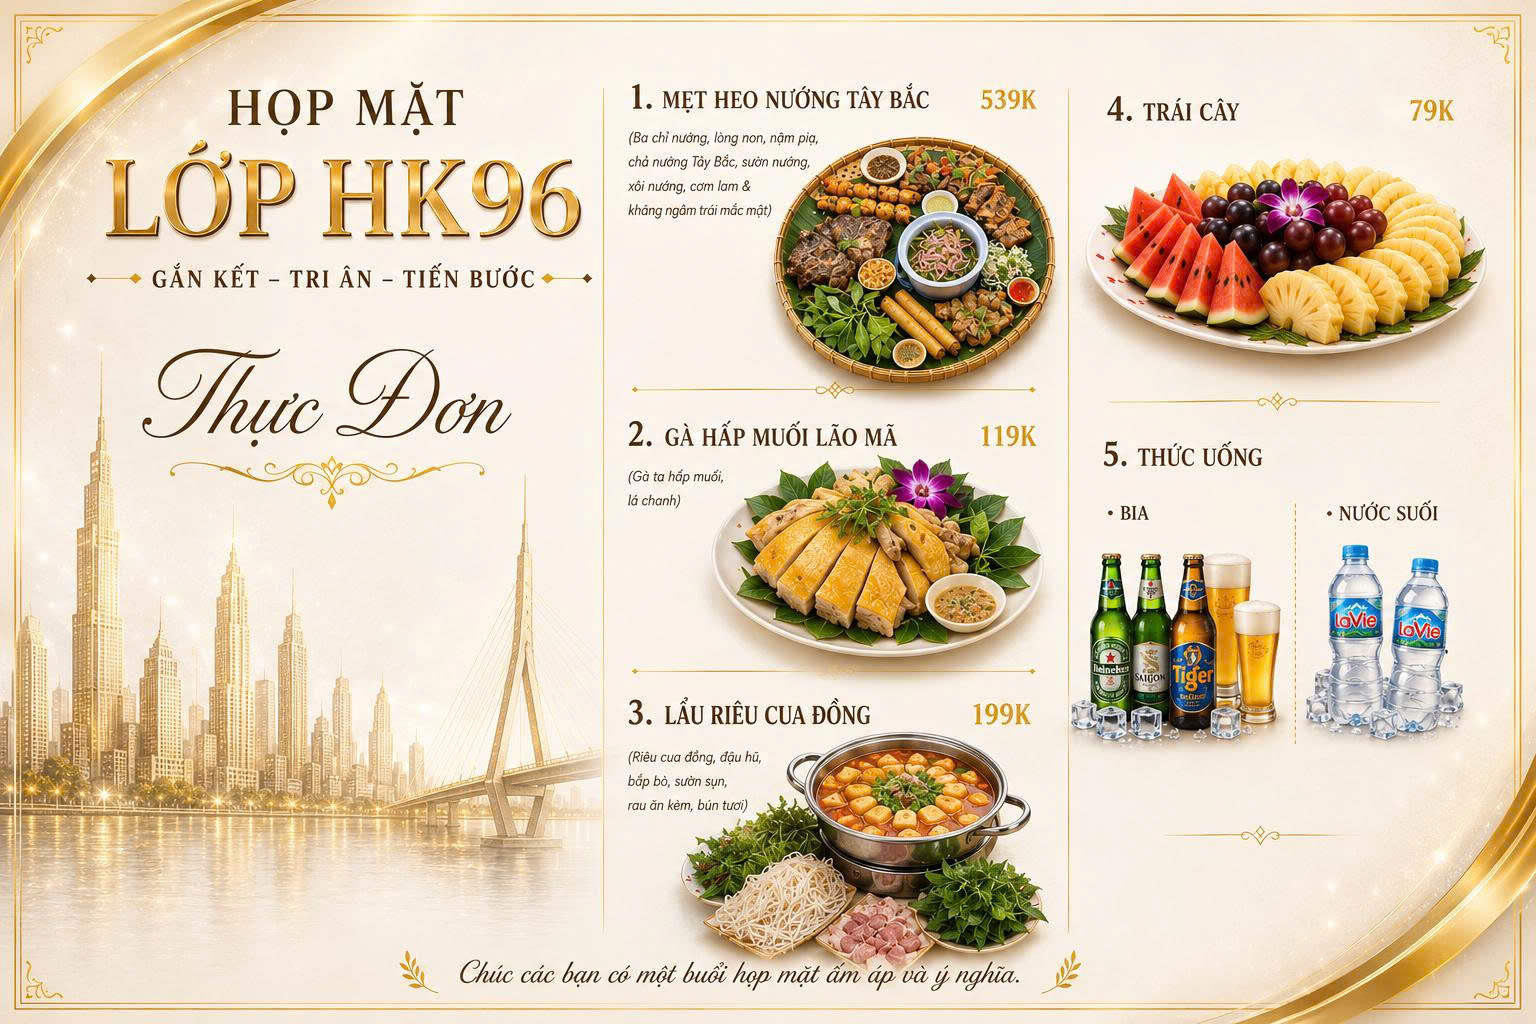 HỌP MẶT
LỚP HK96
GẮN KẾT – TRI ÂN – TIẾN BƯỚC
Thực Đơn
1. MẸT HEO NƯỚNG TÂY BẮC 539K
(Ba chỉ nướng, lòng non, nậm pịa,
chả nướng Tây Bắc, sườn nướng,
xôi nướng, cơm lam &
kháng ngâm trái mắc mật)
2. GÀ HẤP MUỐI LÃO MÃ 119K
(Gà ta hấp muối,
lá chanh)
3. LẨU RIÊU CUA ĐỒNG 199K
(Riêu cua đồng, đậu hũ,
bắp bò, sườn sụn,
rau ăn kèm, bún tươi)
4. TRÁI CÂY 79K
5. THỨC UỐNG
• BIA
• NƯỚC SUỐI
Heineken
SAIGON
Tiger
LaVie
LaVie
Chúc các bạn có một buổi họp mặt ấm áp và ý nghĩa.